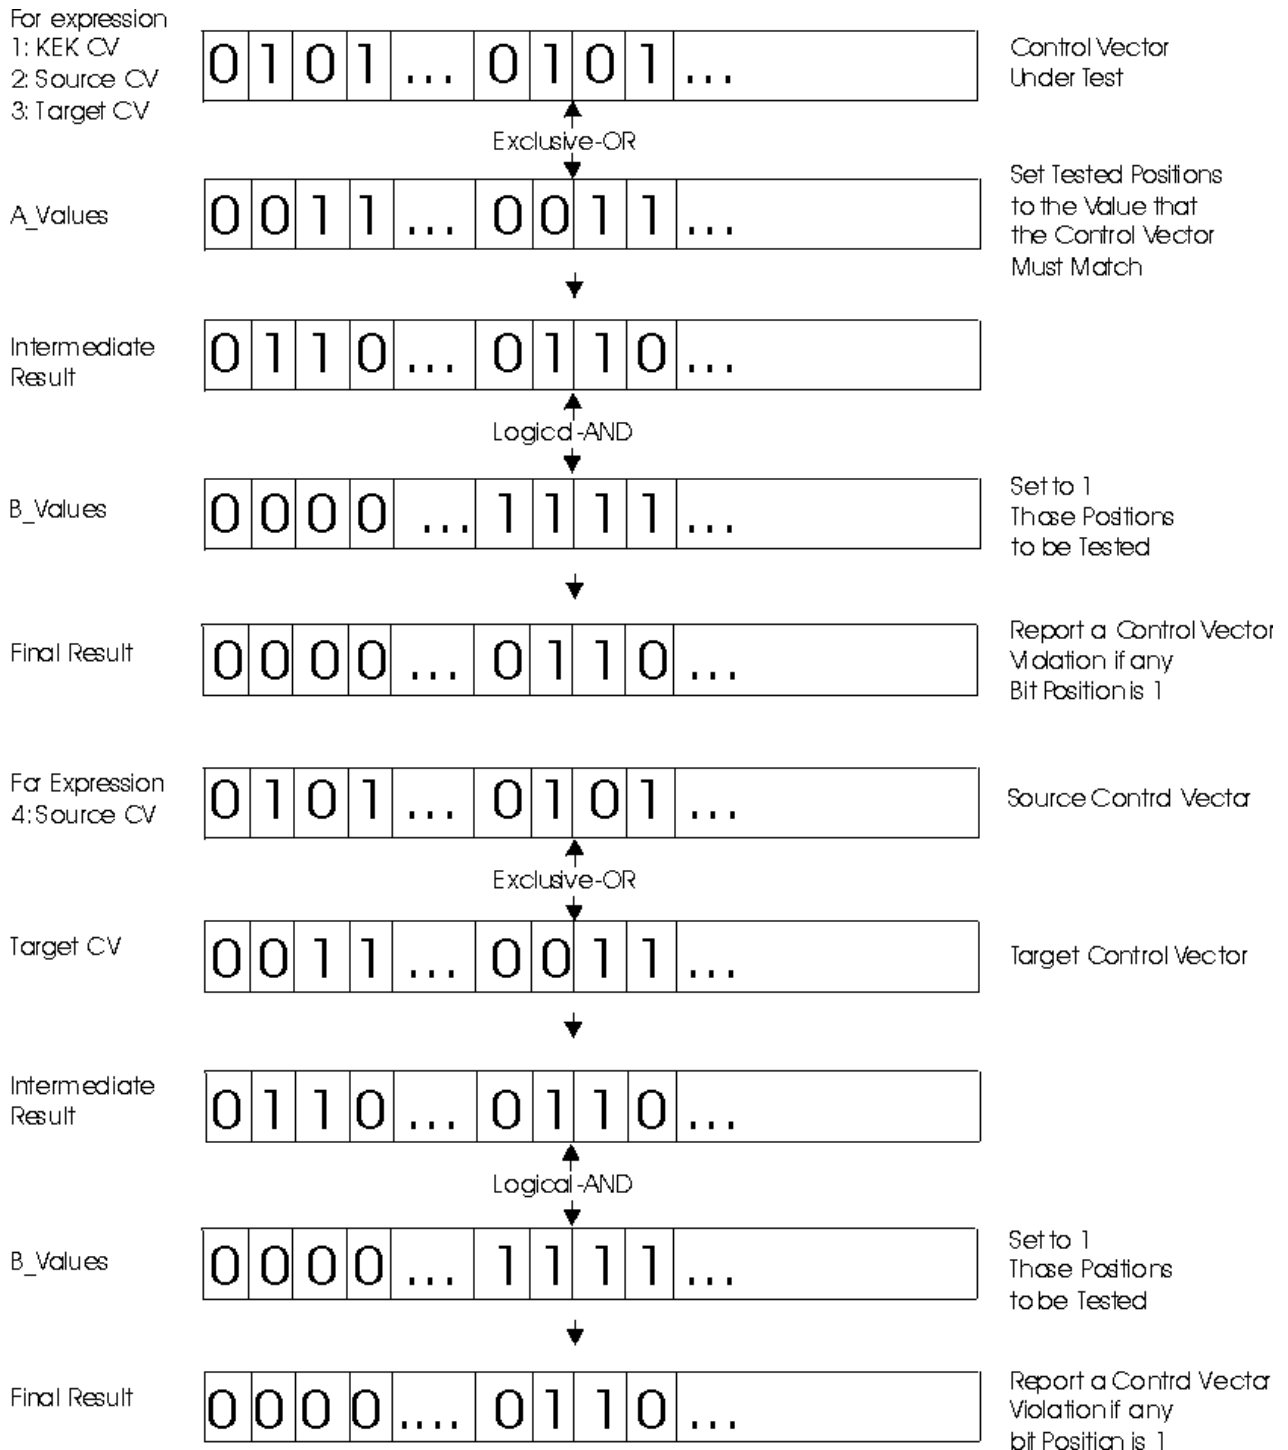 For expression
1: KEK CV
2: Source CV
3: Target CV
0 1 0 1 ... 0 1 0 1 ...
Control Vector
Under Test
Exclusive-OR
A_Values
0 0 1 1 ... 0 0 1 1 ...
Set Tested Positions
to the Value that
the Control Vector
Must Match
Intermediate
Result
0 1 1 0 ... 0 1 1 0 ...
Logical-AND
B_Values
0 0 0 0 ... 1 1 1 1 ...
Set to 1
Those Positions
to be Tested
Final Result
0 0 0 0 ... 0 1 1 0 ...
Report a Control Vector
Violation if any
Bit Position is 1
For Expression
4: Source CV
0 1 0 1 ... 0 1 0 1 ...
Source Control Vector
Exclusive-OR
Target CV
0 0 1 1 ... 0 0 1 1 ...
Target Control Vector
Intermediate
Result
0 1 1 0 ... 0 1 1 0 ...
Logical-AND
B_Values
0 0 0 0 ... 1 1 1 1 ...
Set to 1
Those Positions
to be Tested
Final Result
0 0 0 0 .... 0 1 1 0 ...
Report a Control Vector
Violation if any
bit Position is 1